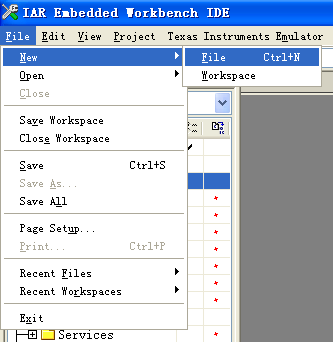 IAR Embedded Workbench IDE
File Edit View Project Texas Instruments Emulator
New
File Ctrl+N
Open
Workspace
Close
Save Workspace
Close Workspace
Save Ctrl+S
Save As...
Save All
Page Setup...
Print... Ctrl+P
Recent Files
Recent Workspaces
Exit
Services